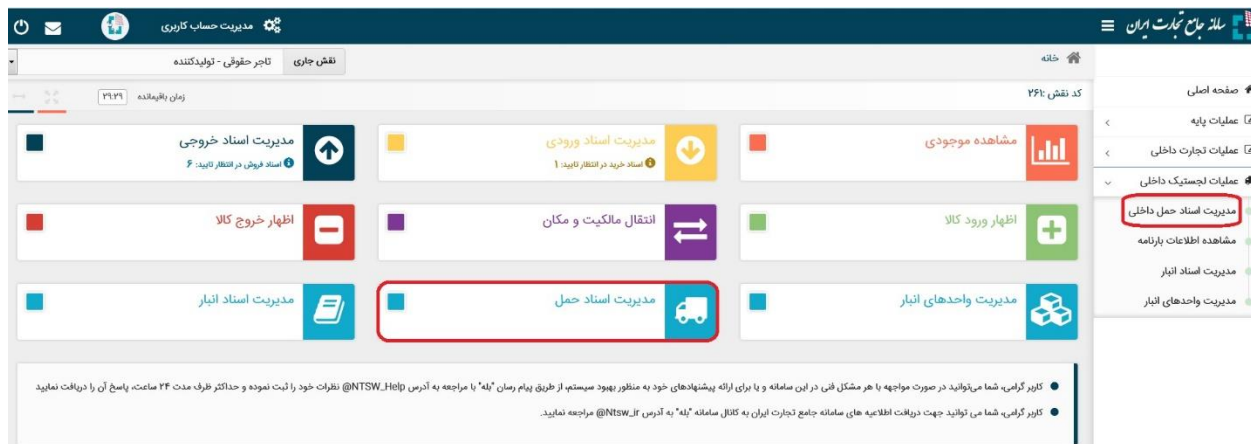 سامانه جامع تجارت ایران
مدیریت حساب کاربری
خانه
نقش جاری
تاجر حقوقی - تولیدکننده
کد نقش :۲۶۱
زمان باقیمانده
۲۹:۲۹
صفحه اصلی
عملیات پایه
عملیات تجارت داخلی
عملیات لجستیک داخلی
مدیریت اسناد حمل داخلی
مشاهده اطلاعات بارنامه
مدیریت اسناد انبار
مدیریت واحدهای انبار
مشاهده موجودی
مدیریت اسناد ورودی
اسناد خرید در انتظار تایید: ۱
مدیریت اسناد خروجی
اسناد فروش در انتظار تایید: ۶
اظهار ورود کالا
انتقال مالکیت و مکان
اظهار خروج کالا
مدیریت واحدهای انبار
مدیریت اسناد حمل
مدیریت اسناد انبار
کاربر گرامی، شما می‌توانید در صورت مواجهه با هر مشکل فنی در این سامانه و یا برای ارائه پیشنهادهای خود به منظور بهبود سیستم، از طریق پیام رسان "بله" با مراجعه به آدرس NTSW_Help@ نظرات خود را ثبت نموده و حداکثر ظرف مدت ۲۴ ساعت، پاسخ آن را دریافت نمایید
کاربر گرامی، شما می توانید جهت دریافت اطلاعیه های سامانه جامع تجارت ایران به کانال سامانه "بله" به آدرس Ntsw_ir@ مراجعه نمایید.